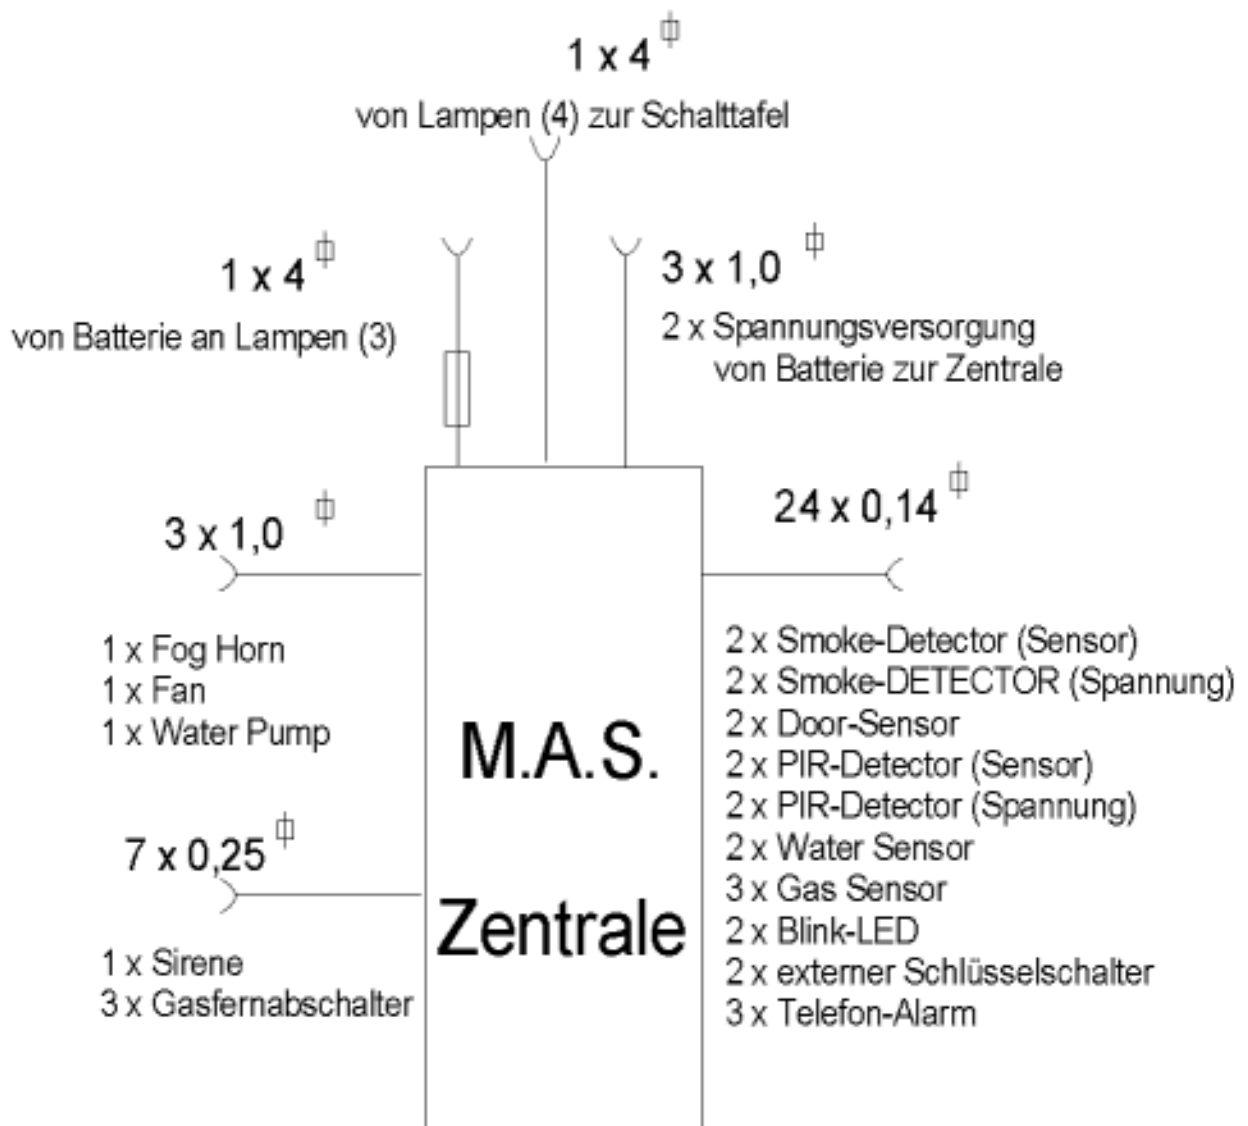 1 x 4
von Lampen (4) zur Schalttafel
1 x 4
von Batterie an Lampen (3)
3 x 1,0
2 x Spannungsversorgung
von Batterie zur Zentrale
3 x 1,0
1 x Fog Horn
1 x Fan
1 x Water Pump
7 x 0,25
1 x Sirene
3 x Gasfernabschalter
M.A.S.
Zentrale
24 x 0,14
2 x Smoke-Detector (Sensor)
2 x Smoke-DETECTOR (Spannung)
2 x Door-Sensor
2 x PIR-Detector (Sensor)
2 x PIR-Detector (Spannung)
2 x Water Sensor
3 x Gas Sensor
2 x Blink-LED
2 x externer Schlüsselschalter
3 x Telefon-Alarm